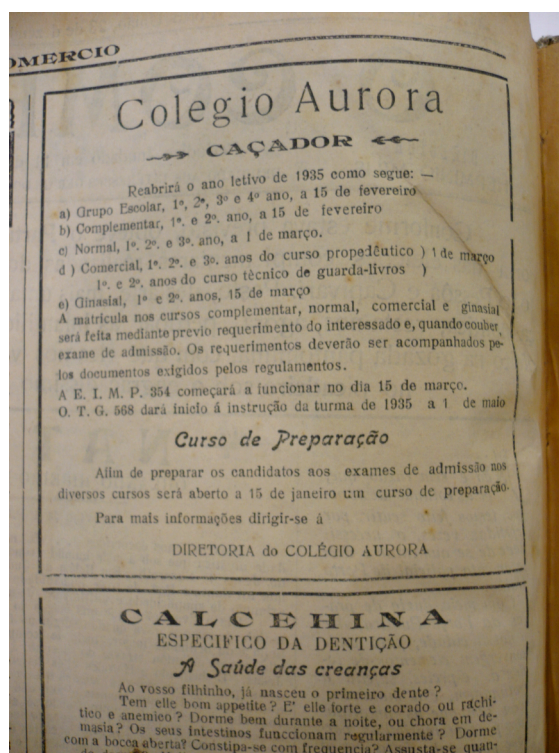 OMERCIO
Colegio Aurora
CAÇADOR
Reabrirá o ano letivo de 1935 como segue: —
a) Grupo Escolar, 1º, 2º, 3º e 4º ano, a 15 de fevereiro
b) Complementar, 1º. e 2º. ano, a 15 de fevereiro
c) Normal, 1º. 2º. e 3º. ano, a 1 de março.
d ) Comercial, 1º. 2º. e 3º. anos do curso propedêutico ) 1 de março
1º. e 2º. anos do curso tècnico de guarda-livros )
e) Ginasial, 1º e 2º. anos, 15 de março
A matricula nos cursos complementar, normal, comercial e ginasial
será feita mediante previo requerimento do interessado e, quando couber,
exame de admissão. Os requerimentos deverão ser acompanhados pe-
los documentos exigidos pelos regulamentos.
A E. I. M. P. 354 começará a funcionar no dia 15 de março.
O. T. G. 568 dará inicio á instrução da turma de 1935 a 1 de maio
Curso de Preparação
Afim de preparar os candidatos aos exames de admissão aos
diversos cursos será aberto a 15 de janeiro um curso de preparação.
Para mais informações dirigir-se á
DIRETORIA do COLÉGIO AURORA
CALCEHINA
ESPECIFICO DA DENTIÇÃO
A Saúde das creanças
Ao vosso filhinho, já nasceu o primeiro dente ?
Tem elle bom appetite ? E' elle forte e corado ou rachi-
tico e anemico ? Dorme bem durante a noite, ou chora em de-
masia ? Os seus intestinos funccionam regularmente ? Dorme
com a bocca aberta? Constipa-se com frequencia? Assusta-se quan-